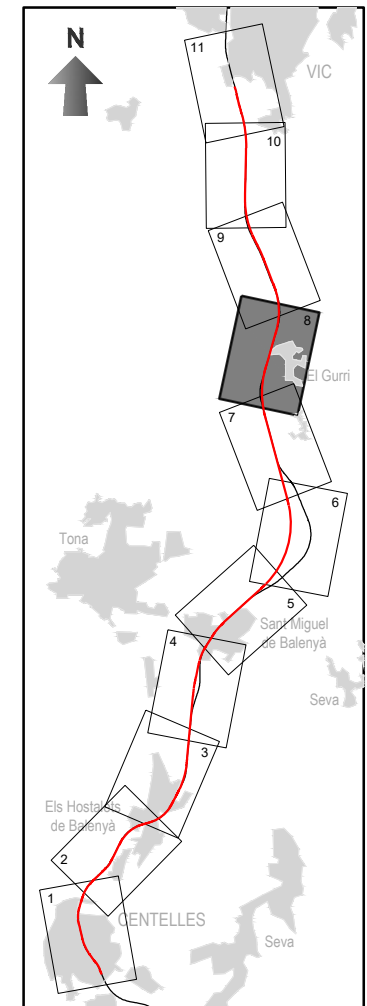 N
11
VIC
10
9
8
El Gurri
7
6
Tona
5
Sant Miguel
de Balenyà
4
Seva
3
Els Hostalets
de Balenyà
2
1
CENTELLES
Seva